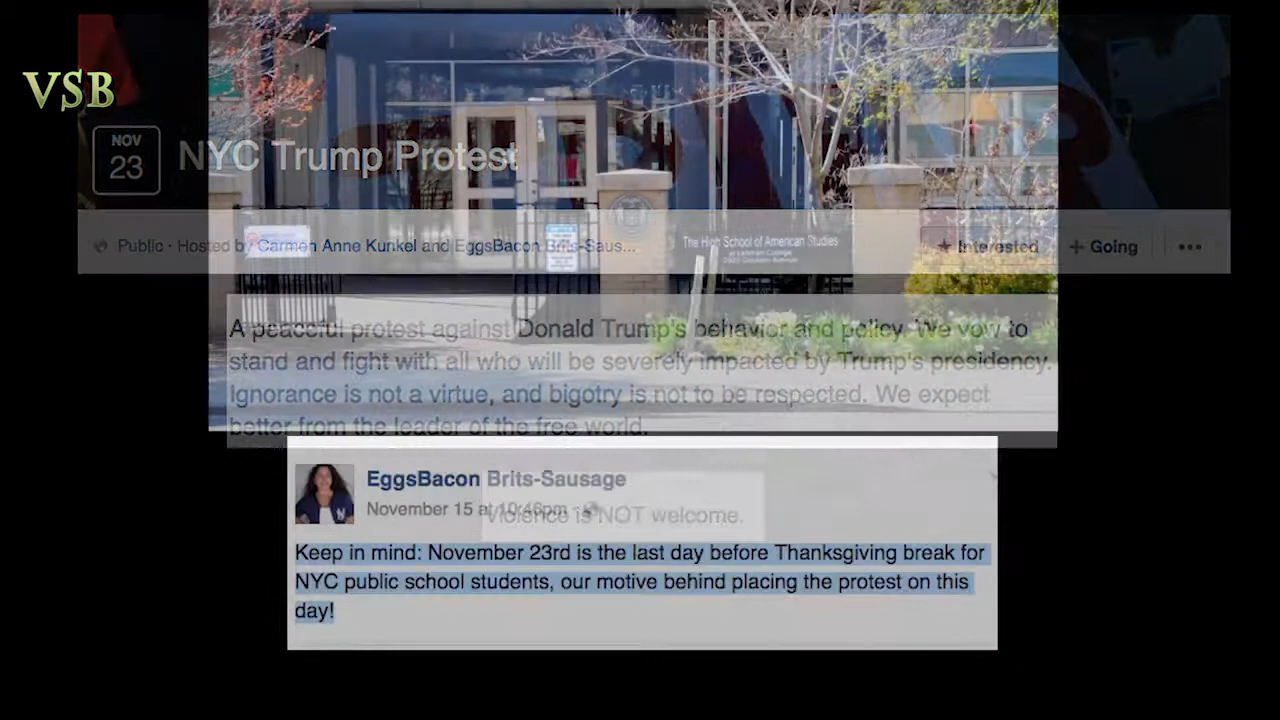 VSB
NOV
23
NYC Trump Protest
Public · Hosted by Carmen Anne Kunkel and EggsBacon Brits-Saus...
Interested
Going
The High School of American Studies
at Lehman College
A peaceful protest against Donald Trump's behavior and policy. We vow to
stand and fight with all who will be severely impacted by Trump's presidency.
Ignorance is not a virtue, and bigotry is not to be respected. We expect
better from the leader of the free world.
EggsBacon Brits-Sausage
November 15 at 10:46pm
Violence is NOT welcome.
Keep in mind: November 23rd is the last day before Thanksgiving break for
NYC public school students, our motive behind placing the protest on this
day!